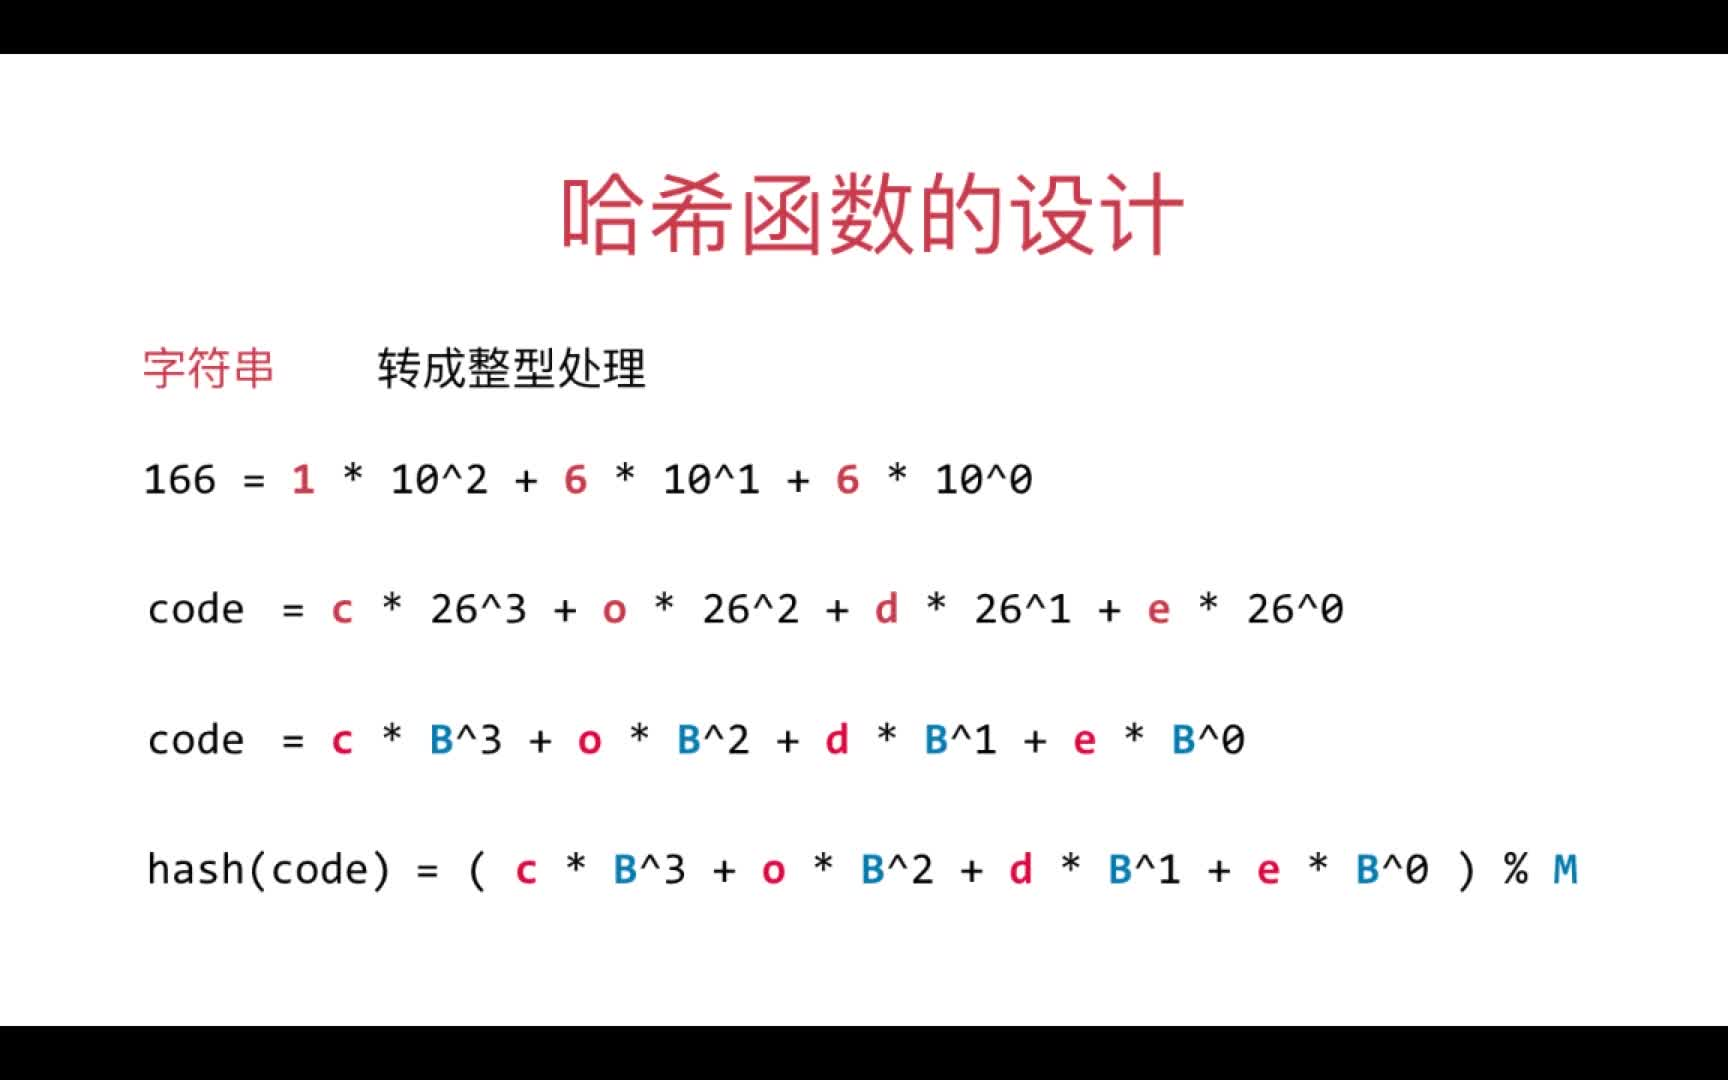 哈希函数的设计
字符串 转成整型处理
166 = 1 * 10^2 + 6 * 10^1 + 6 * 10^0
code = c * 26^3 + o * 26^2 + d * 26^1 + e * 26^0
code = c * B^3 + o * B^2 + d * B^1 + e * B^0
hash(code) = ( c * B^3 + o * B^2 + d * B^1 + e * B^0 ) % M